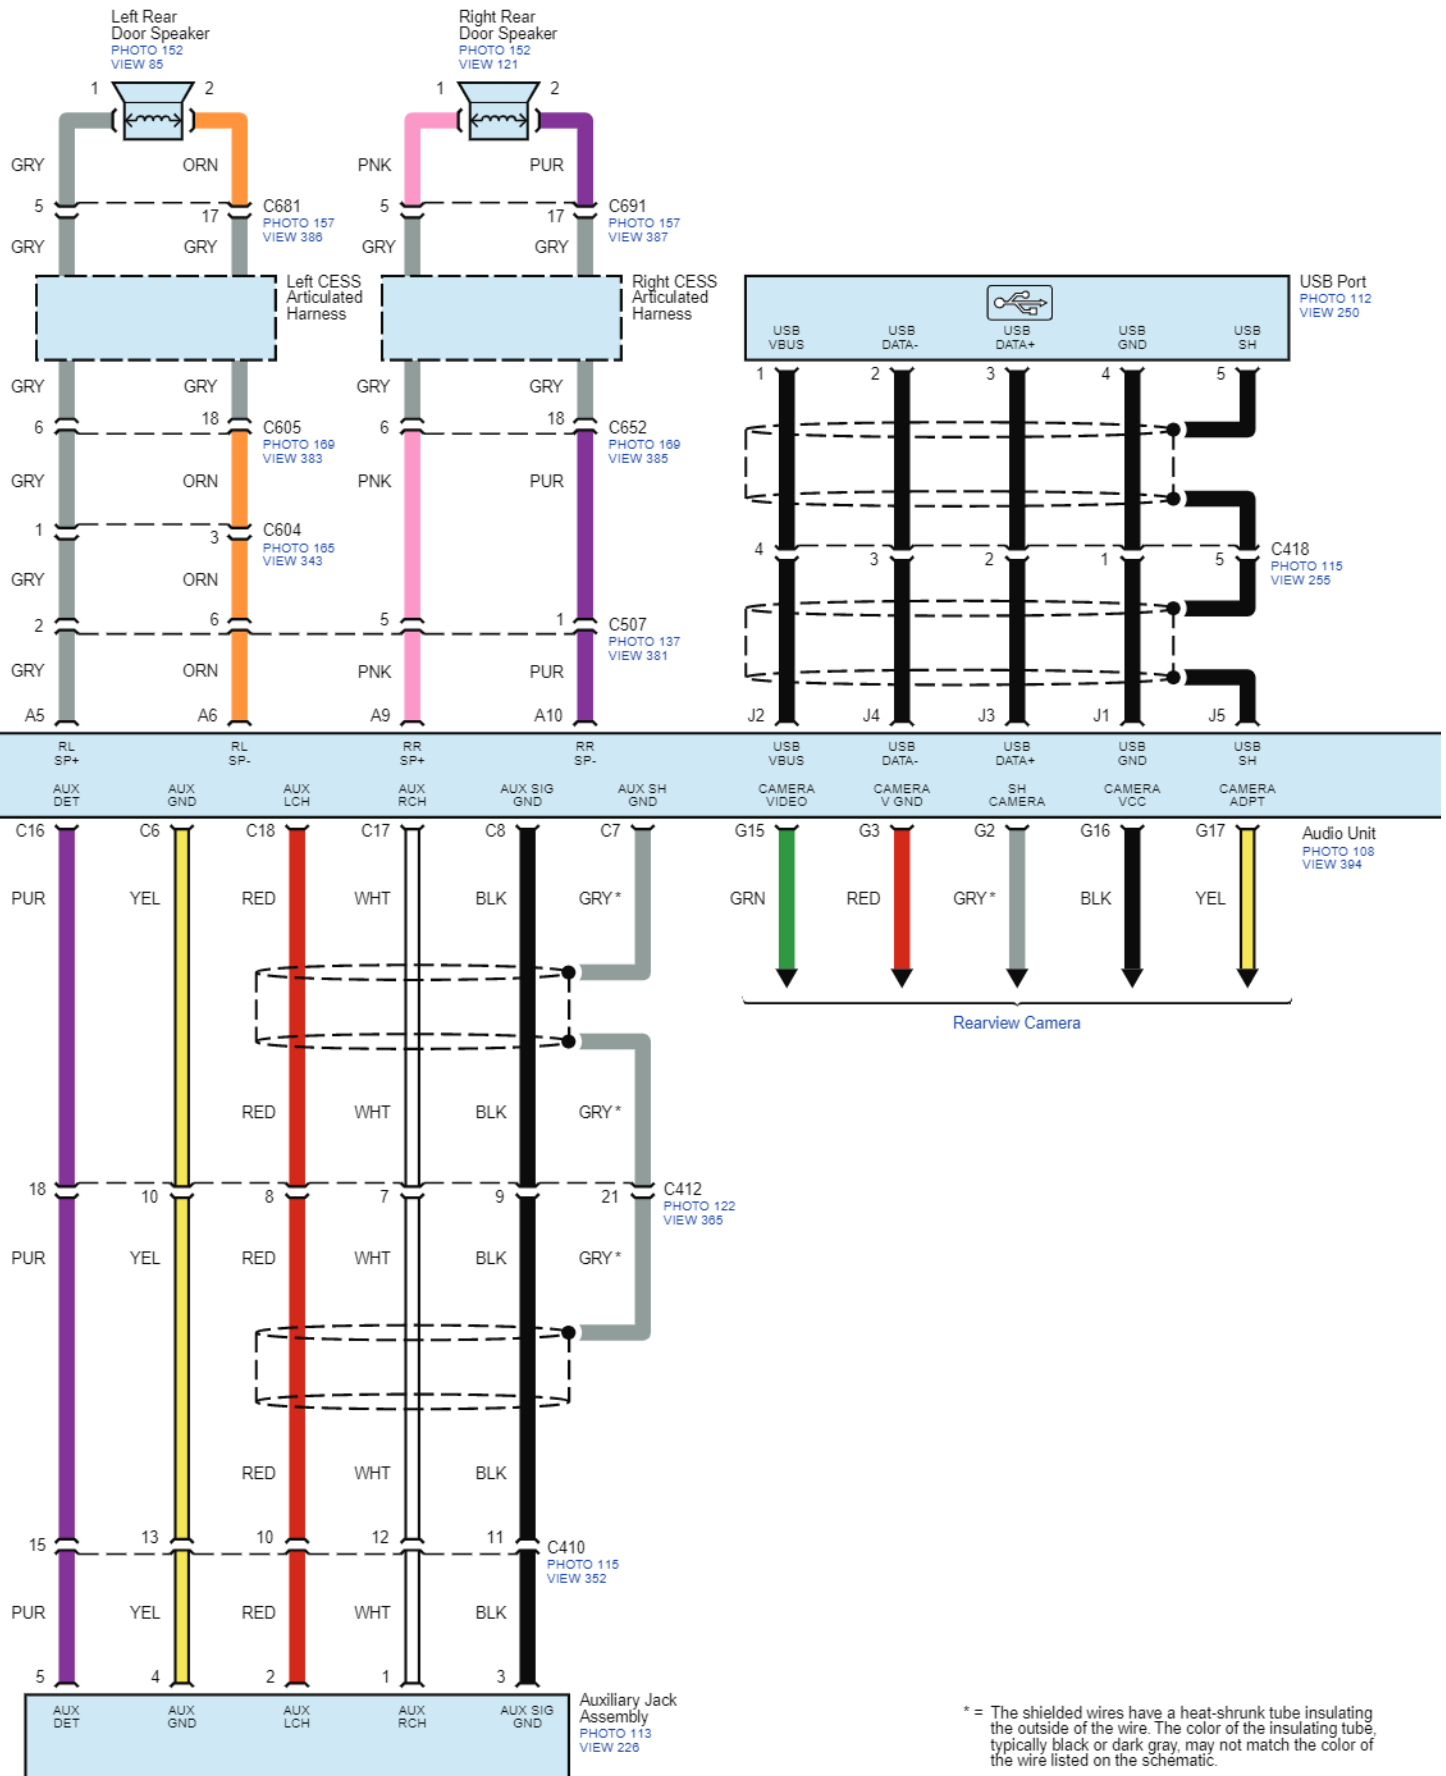 Left Rear
Door Speaker
PHOTO 152
VIEW 85
Right Rear
Door Speaker
PHOTO 152
VIEW 121
1
2
1
2
GRY
ORN
PNK
PUR
5
17
C681
PHOTO 157
VIEW 386
5
17
C691
PHOTO 157
VIEW 387
GRY
GRY
GRY
GRY
Left CESS
Articulated
Harness
Right CESS
Articulated
Harness
USB Port
PHOTO 112
VIEW 250
USB
VBUS
USB
DATA-
USB
DATA+
USB
GND
USB
SH
GRY
GRY
GRY
GRY
1
2
3
4
5
6
18
C605
PHOTO 169
VIEW 383
6
18
C652
PHOTO 169
VIEW 385
GRY
ORN
PNK
PUR
1
3
C604
PHOTO 165
VIEW 343
4
3
2
1
5
C418
PHOTO 115
VIEW 255
GRY
ORN
2
6
5
1
C507
PHOTO 137
VIEW 381
GRY
ORN
PNK
PUR
A5
A6
A9
A10
J2
J4
J3
J1
J5
RL
SP+
RL
SP-
RR
SP+
RR
SP-
USB
VBUS
USB
DATA-
USB
DATA+
USB
GND
USB
SH
AUX
DET
AUX
GND
AUX
LCH
AUX
RCH
AUX SIG
GND
AUX SH
GND
CAMERA
VIDEO
CAMERA
V GND
SH
CAMERA
CAMERA
VCC
CAMERA
ADPT
C16
C6
C18
C17
C8
C7
G15
G3
G2
G16
G17
Audio Unit
PHOTO 108
VIEW 394
PUR
YEL
RED
WHT
BLK
GRY*
GRN
RED
GRY*
BLK
YEL
Rearview Camera
RED
WHT
BLK
GRY*
18
10
8
7
9
21
C412
PHOTO 122
VIEW 365
PUR
YEL
RED
WHT
BLK
GRY*
RED
WHT
BLK
15
13
10
12
11
C410
PHOTO 115
VIEW 352
PUR
YEL
RED
WHT
BLK
5
4
2
1
3
AUX
DET
AUX
GND
AUX
LCH
AUX
RCH
AUX SIG
GND
Auxiliary Jack
Assembly
PHOTO 113
VIEW 226
* = The shielded wires have a heat-shrunk tube insulating
the outside of the wire. The color of the insulating tube,
typically black or dark gray, may not match the color of
the wire listed on the schematic.